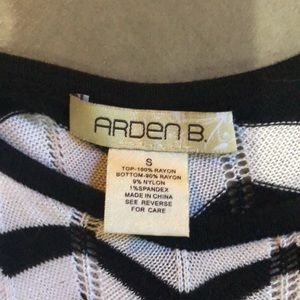 ARDEN B.
S
TOP-100% RAYON
BOTTOM-90% RAYON
9% NYLON
1%SPANDEX
MADE IN CHINA
SEE REVERSE
FOR CARE